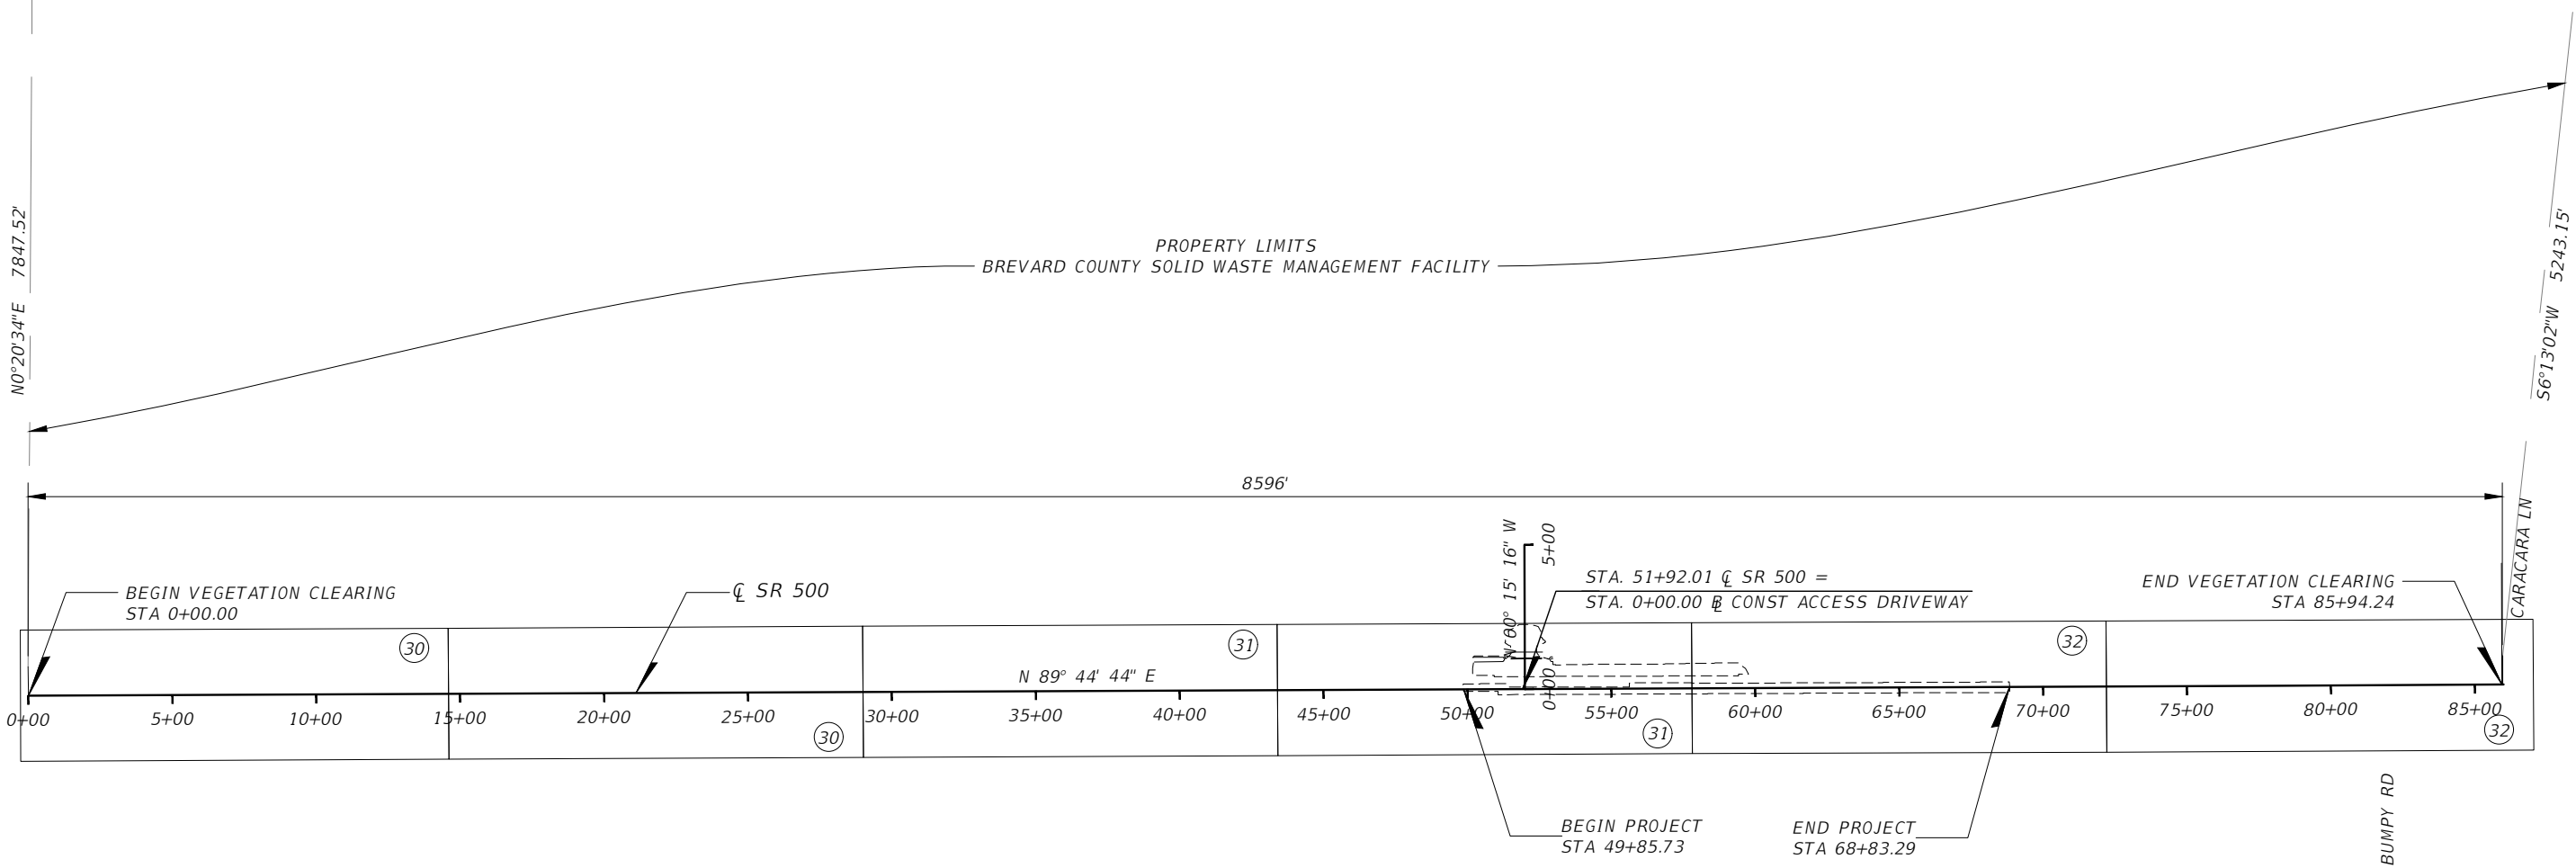 PROPERTY LIMITS
BREVARD COUNTY SOLID WASTE MANAGEMENT FACILITY
N0°20'34"E 7847.52'
S6°13'02"W 5243.15'
8596'
CARACARA LN
BEGIN VEGETATION CLEARING
STA 0+00.00
℄ SR 500
N 00° 15' 16" W
5+00
0+00
STA. 51+92.01 ℄ SR 500 =
STA. 0+00.00 ⅊ CONST ACCESS DRIVEWAY
END VEGETATION CLEARING
STA 85+94.24
30
31
32
N 89° 44' 44" E
0+00 5+00 10+00 15+00 20+00 25+00 30+00 35+00 40+00 45+00 50+00 55+00 60+00 65+00 70+00 75+00 80+00 85+00
30
31
32
BEGIN PROJECT
STA 49+85.73
END PROJECT
STA 68+83.29
BUMPY RD